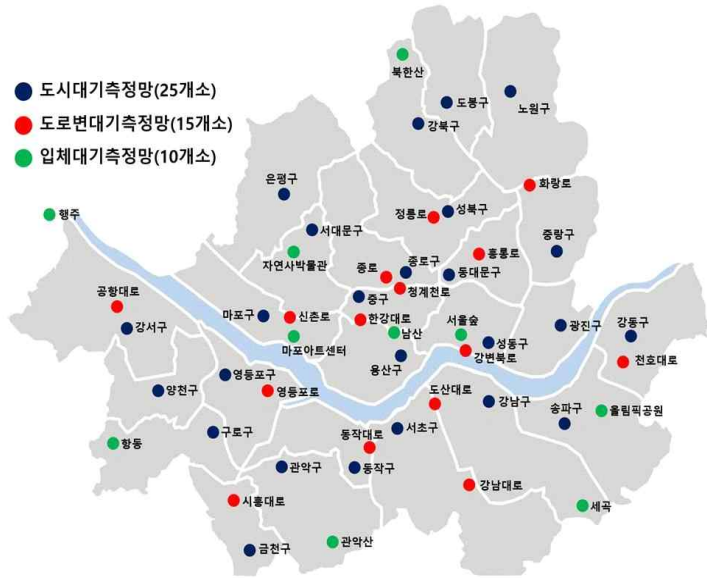 도시대기측정망(25개소)
도로변대기측정망(15개소)
입체대기측정망(10개소)
북한산
도봉구
노원구
강북구
은평구
화랑로
행주
정릉로
성북구
서대문구
중랑구
홍릉로
자연사박물관
종로
종로구
동대문구
공항대로
청계천로
중구
강서구
마포구
신촌로
한강대로
남산
서울숲
광진구
강동구
마포아트센터
성동구
용산구
강변북로
천호대로
영등포구
양천구
영등포로
도산대로
강남구
송파구
올림픽공원
항동
구로구
동작대로
서초구
관악구
동작구
강남대로
시흥대로
세곡
금천구
관악산